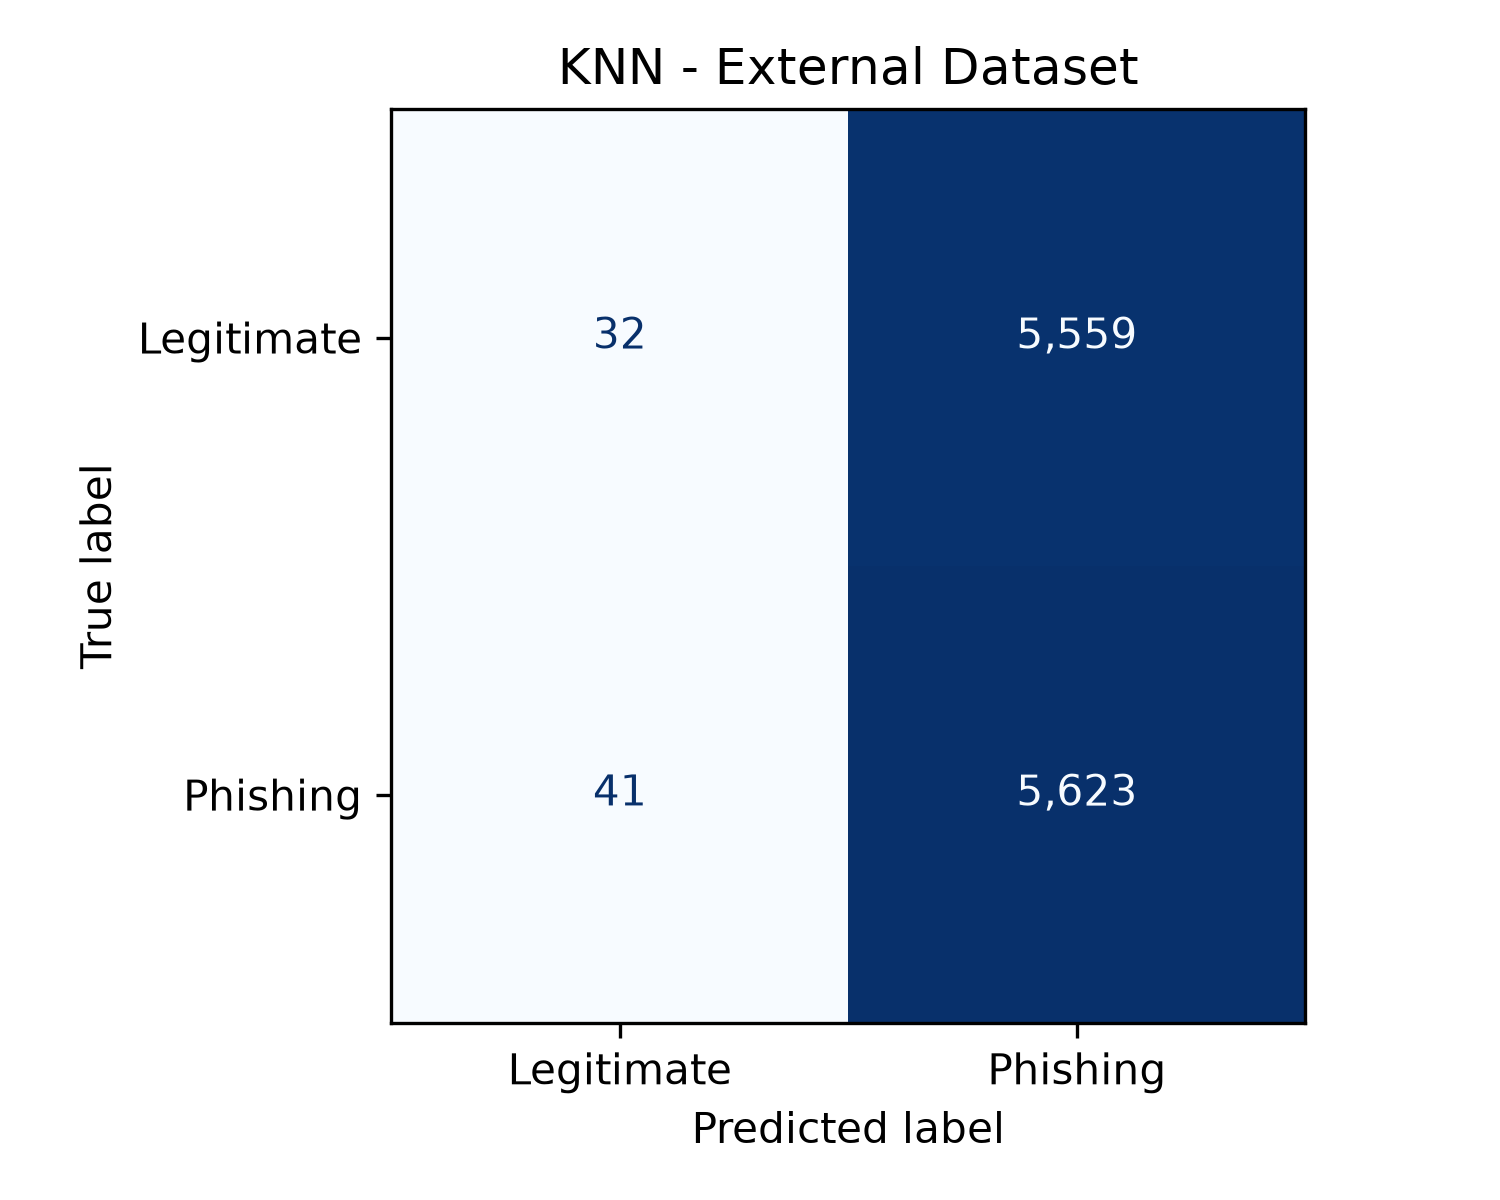 KNN - External Dataset
Legitimate
32
5,559
True label
Phishing
41
5,623
Legitimate
Phishing
Predicted label